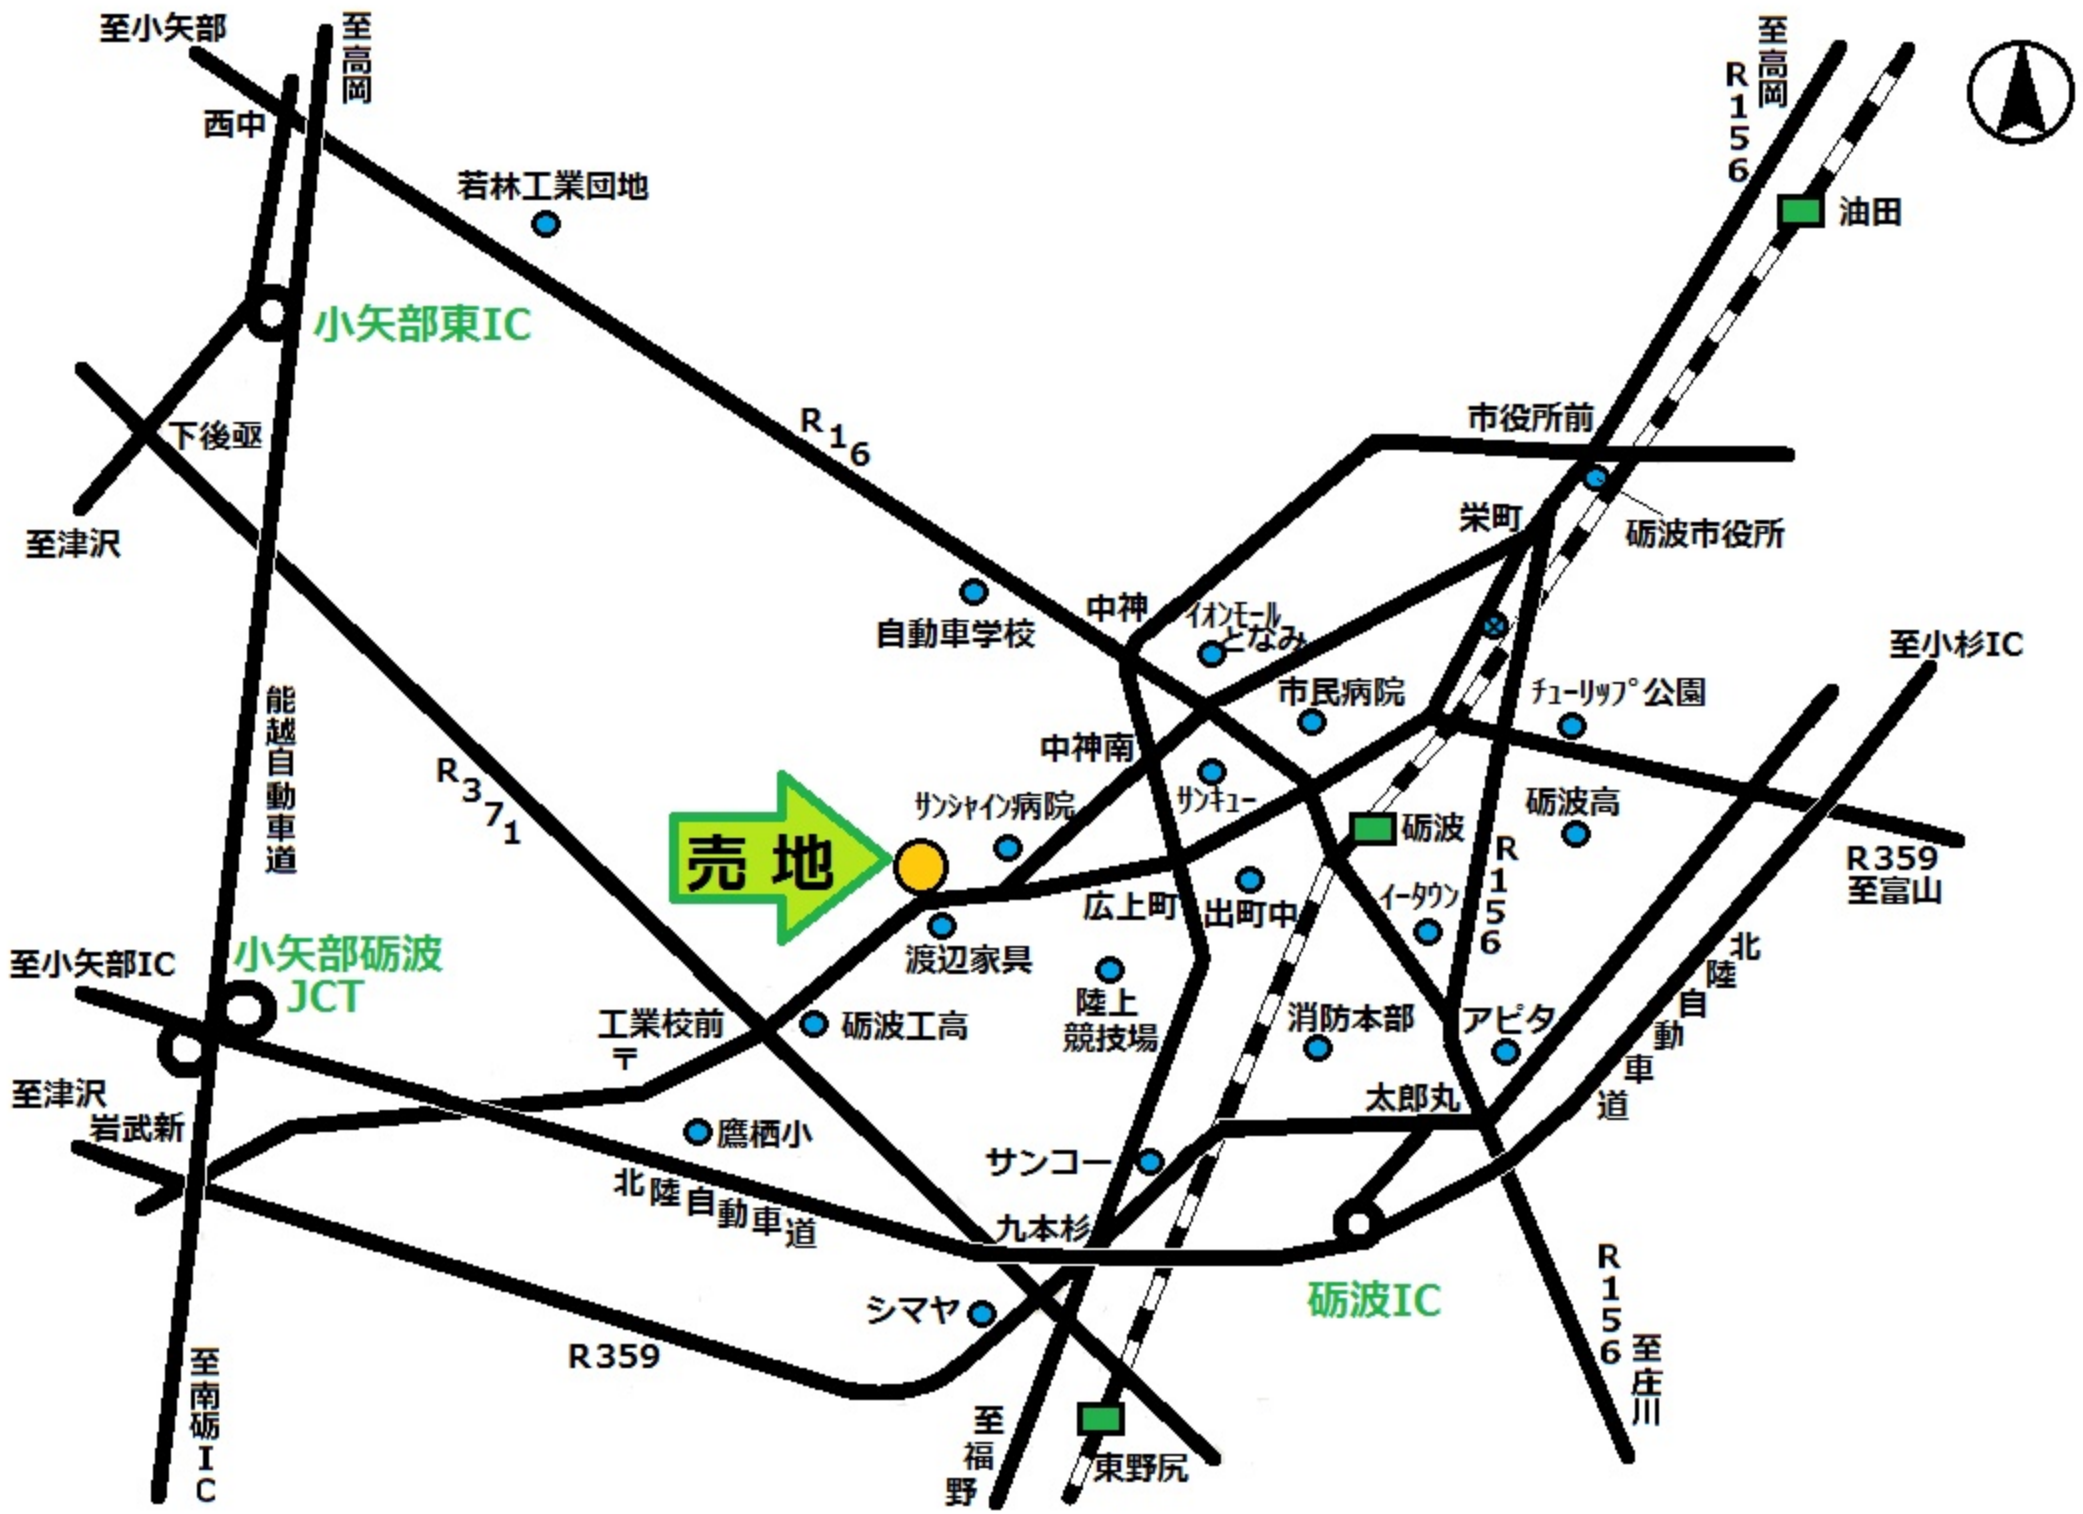 至小矢部
至高岡
西中
若林工業団地
小矢部東IC
下後亟
至津沢
R16
至高岡
R156
油田
市役所前
栄町
砺波市役所
自動車学校
中神
ｲｵﾝﾓｰﾙ
となみ
至小杉IC
市民病院
ﾁｭｰﾘｯﾌﾟ公園
中神南
能越自動車道
R371
ｻﾝｼｬｲﾝ病院
ｻﾝｷｭｰ
砺波
砺波高
R359
至富山
売地
R156
ｲｰﾀｳﾝ
広上町
出町中
渡辺家具
小矢部砺波
JCT
至小矢部IC
北陸自動車道
陸上
競技場
工業校前
〒
砺波工高
消防本部
アピタ
至津沢
岩武新
鷹栖小
太郎丸
サンコー
北陸自動車道
九本杉
シマヤ
砺波IC
R359
R156
至庄川
至南砺IC
至福野
東野尻